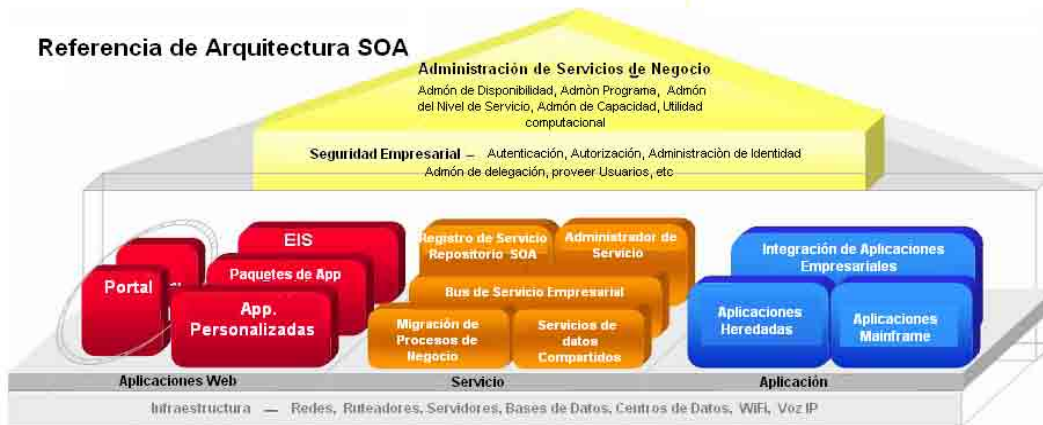 Referencia de Arquitectura SOA
Administración de Servicios de Negocio
Admón de Disponibilidad, Admòn Programa, Admón
del Nivel de Servicio, Admón de Capacidad, Utilidad
computacional
Seguridad Empresarial – Autenticación, Autorización, Administraciòn de Identidad
Admón de delegación, proveer Usuarios, etc
EIS
Paquetes de App
Portal
App.
Personalizadas
Registro de Servicio
Repositorio SOA
Administrador de
Servicio
Bus de Servicio Empresarial
Migración de
Procesos de
Negocio
Servicios de
datos
Compartidos
Integración de Aplicaciones
Empresariales
Aplicaciones
Heredadas
Aplicaciones
Mainframe
Aplicaciones Web
Servicio
Aplicación
Infraestructura — Redes, Ruteadores, Servidores, Bases de Datos, Centros de Datos, WiFi, Voz IP